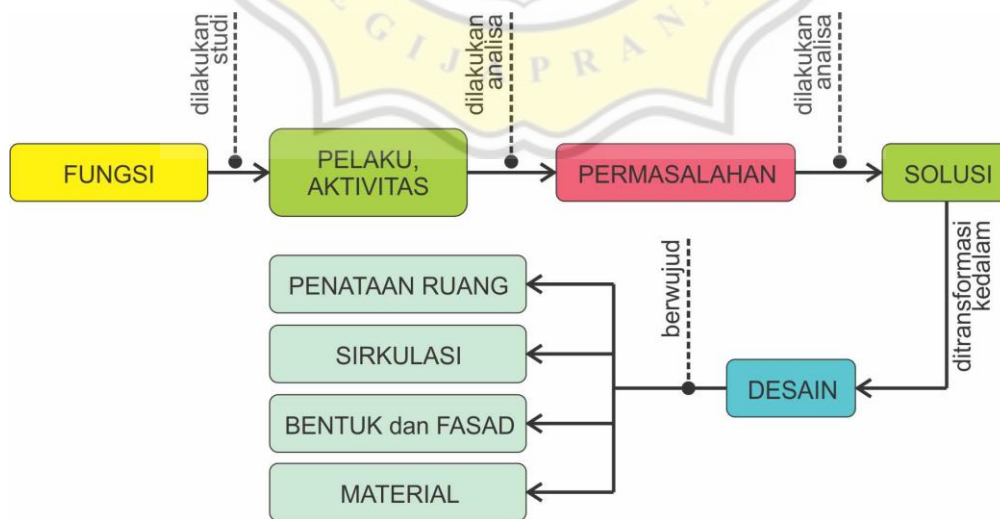 GIJAPRANA
dilakukan
studi
dilakukan
analisa
dilakukan
analisa
FUNGSI
PELAKU,
AKTIVITAS
PERMASALAHAN
SOLUSI
ditransformasi
kedalam
berwujud
DESAIN
PENATAAN RUANG
SIRKULASI
BENTUK dan FASAD
MATERIAL